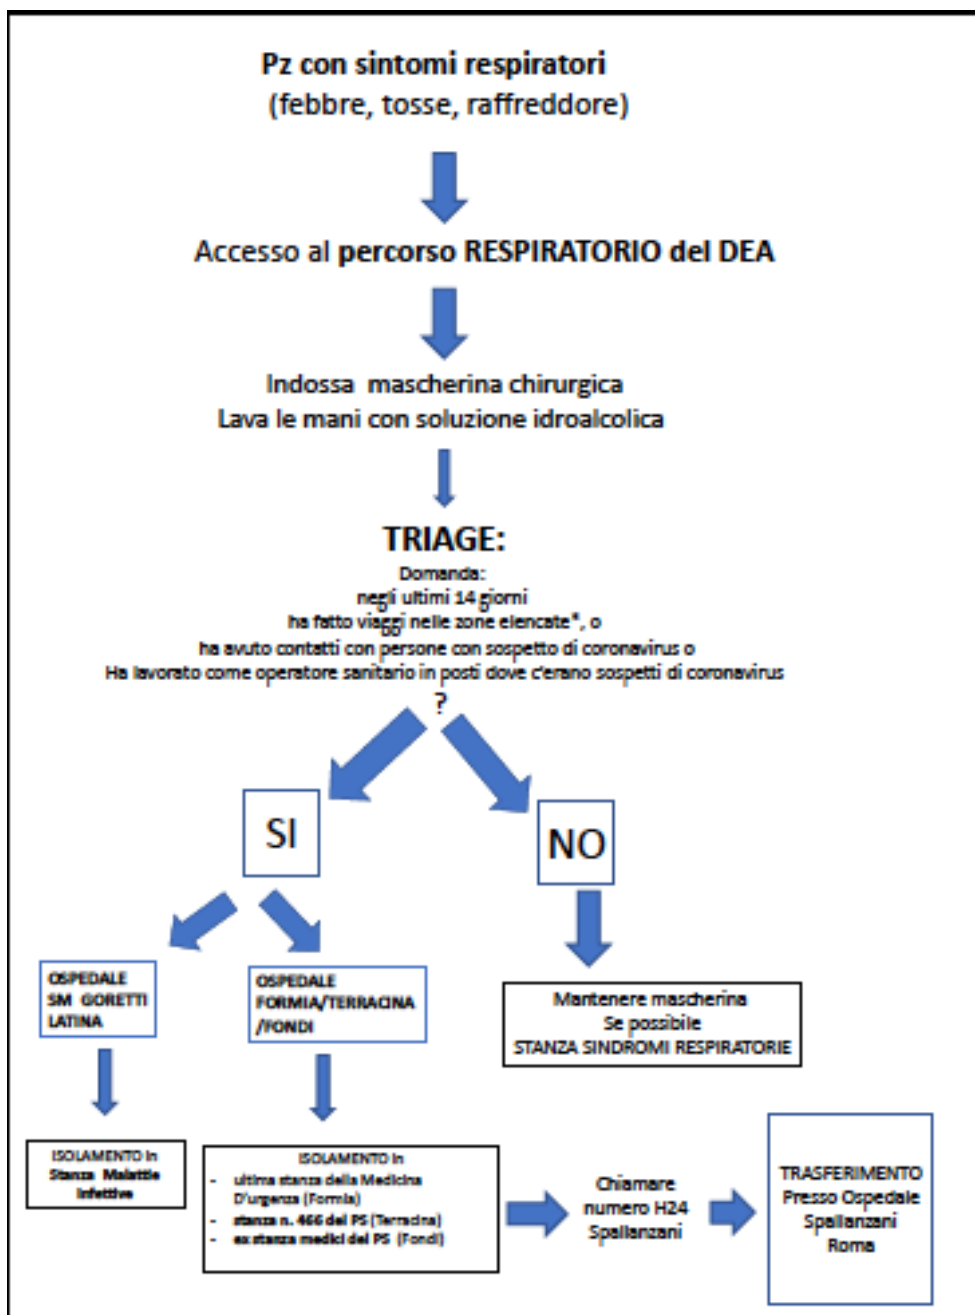 Pz con sintomi respiratori
(febbre, tosse, raffreddore)
Accesso al percorso RESPIRATORIO del DEA
Indossa mascherina chirurgica
Lava le mani con soluzione idroalcolica
TRIAGE:
Domanda:
negli ultimi 14 giorni
ha fatto viaggi nelle zone elencate*, o
ha avuto contatti con persone con sospetto di coronavirus o
Ha lavorato come operatore sanitario in posti dove c'erano sospetti di coronavirus
?
SI
NO
OSPEDALE
SM GORETTI
LATINA
OSPEDALE
FORMIA/TERRACINA
/FONDI
Mantenere mascherina
Se possibile
STANZA SINDROMI RESPIRATORIE
ISOLAMENTO in
Stanza Malattie
Infettive
ISOLAMENTO in
- ultima stanza della Medicina
D'urgenza (Formia)
- stanza n. 466 del PS (Terracina)
- ex stanza medici del PS (Fondi)
Chiamare
numero H24
Spallanzani
TRASFERIMENTO
Presso Ospedale
Spallanzani
Roma